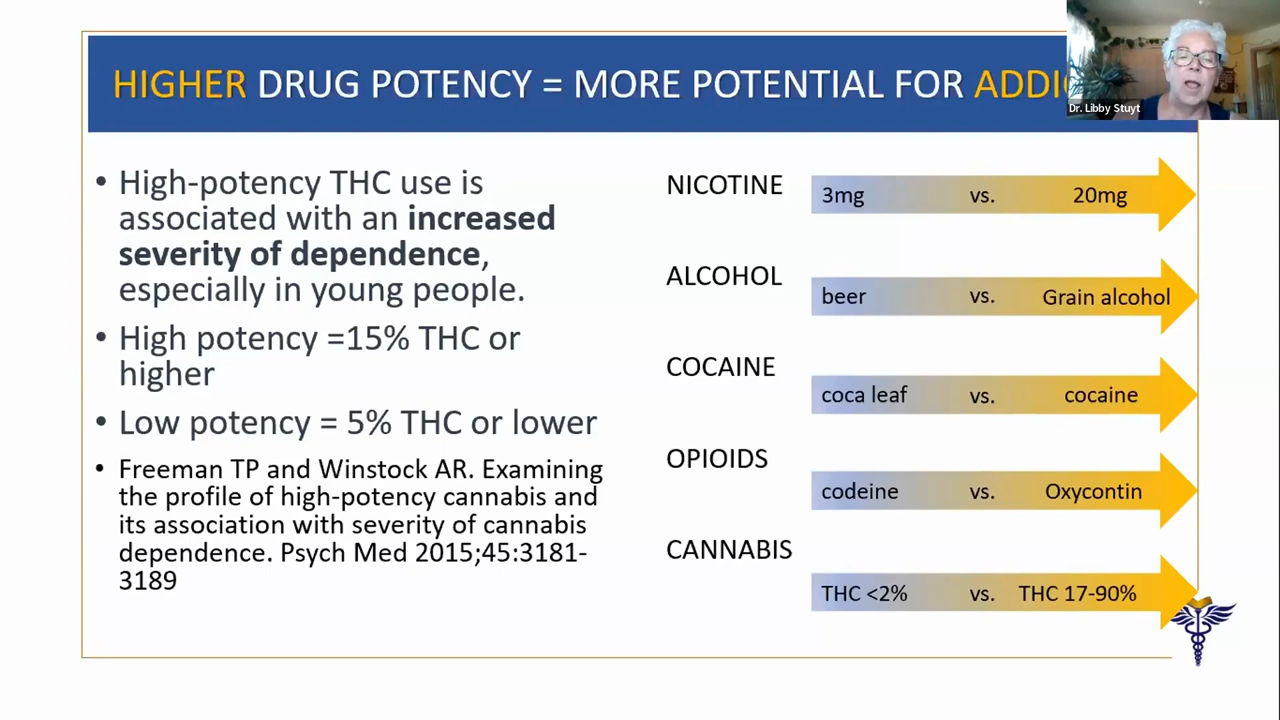 HIGHER DRUG POTENCY = MORE POTENTIAL FOR
Dr. Libby Stuyt
• High-potency THC use is
associated with an increased
severity of dependence,
especially in young people.
• High potency =15% THC or
higher
• Low potency = 5% THC or lower
• Freeman TP and Winstock AR. Examining
the profile of high-potency cannabis and
its association with severity of cannabis
dependence. Psych Med 2015;45:3181-
3189
NICOTINE
3mg vs. 20mg
ALCOHOL
beer vs. Grain alcohol
COCAINE
coca leaf vs. cocaine
OPIOIDS
codeine vs. Oxycontin
CANNABIS
THC <2% vs. THC 17-90%